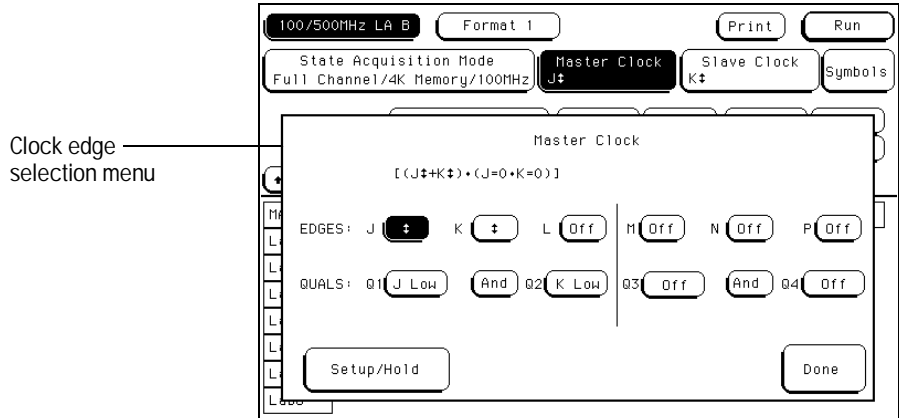 100/500MHz LA B
Format 1
Print
Run
State Acquisition Mode
Full Channel/4K Memory/100MHz
Master Clock
J↕
Slave Clock
K↕
Symbols
Clock edge
selection menu
Master Clock
[(J↕+K↕)•(J=0•K=0)]
EDGES: J ↕ K ↕ L Off M Off N Off P Off
QUALS: Q1 J Low And Q2 K Low Q3 Off And Q4 Off
Setup/Hold
Done